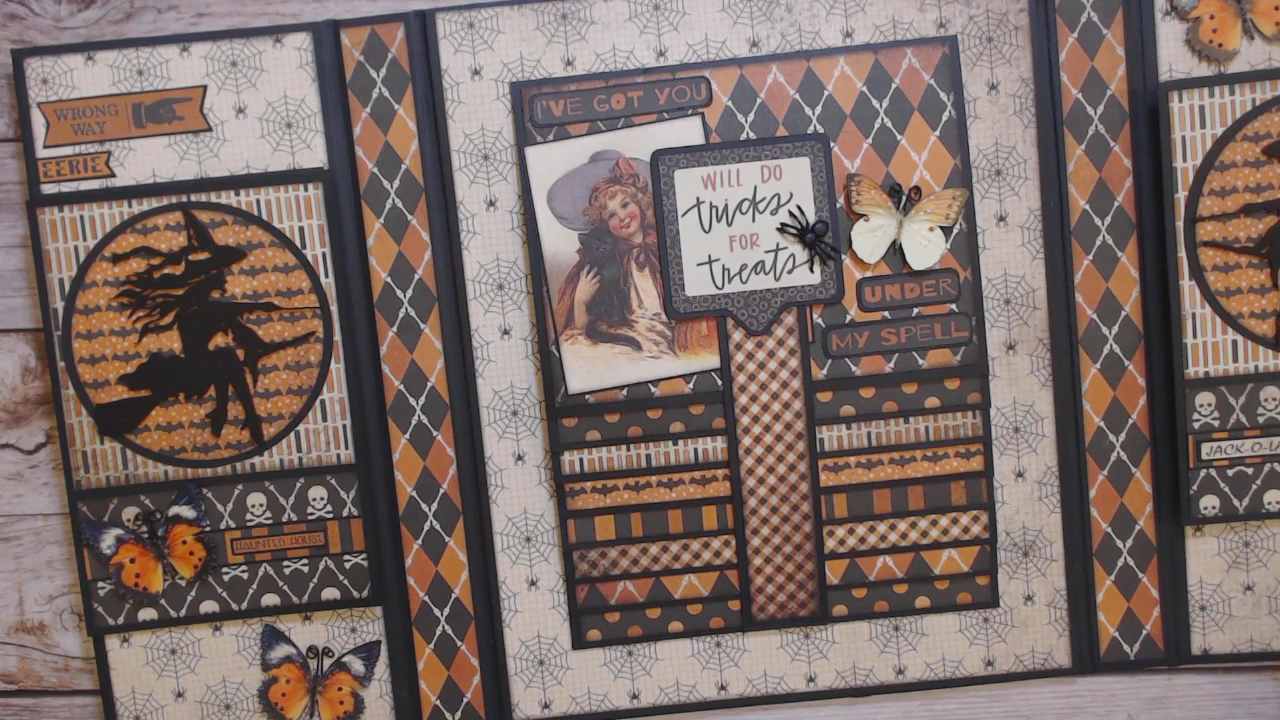 WRONG
WAY
EERIE
HAUNTED HOUSE
I'VE GOT YOU
WILL DO
tricks
FOR
treats
UNDER
MY SPELL
JACK-O-L